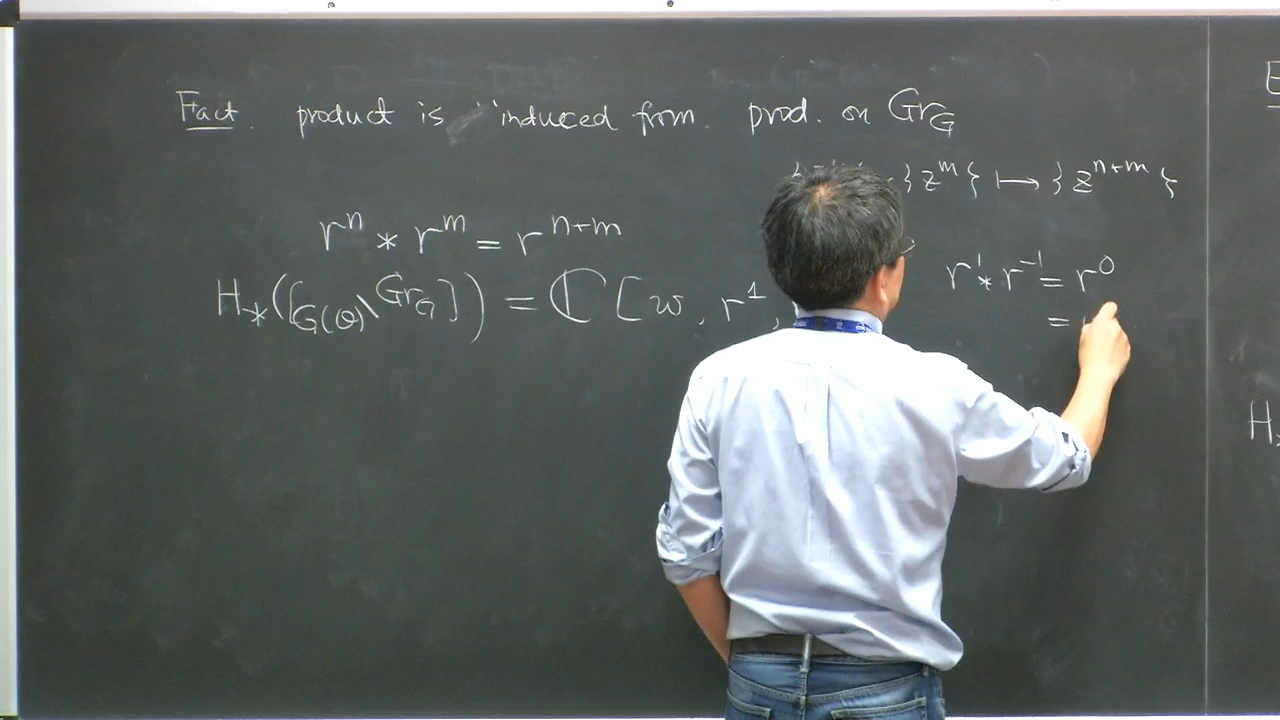 Fact. product is induced from. prod. on Gr_G
} z^m { ↦ { z^{n+m} }
r^n * r^m = r^{n+m}
r^1 * r^{-1} = r^0
=
H_*([G(O)\Gr_G]) = ℂ[w, r^1,
H